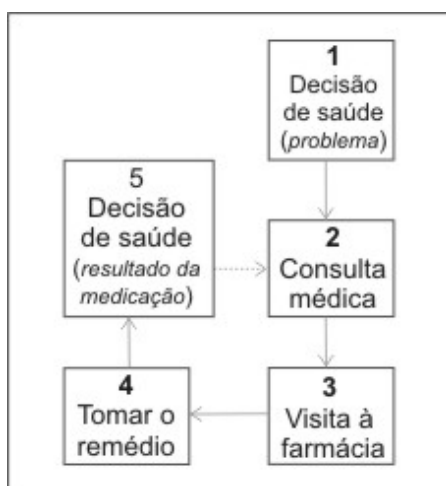 1
Decisão
de saúde
(problema)
2
Consulta
médica
3
Visita à
farmácia
4
Tomar o
remédio
5
Decisão
de saúde
(resultado da
medicação)